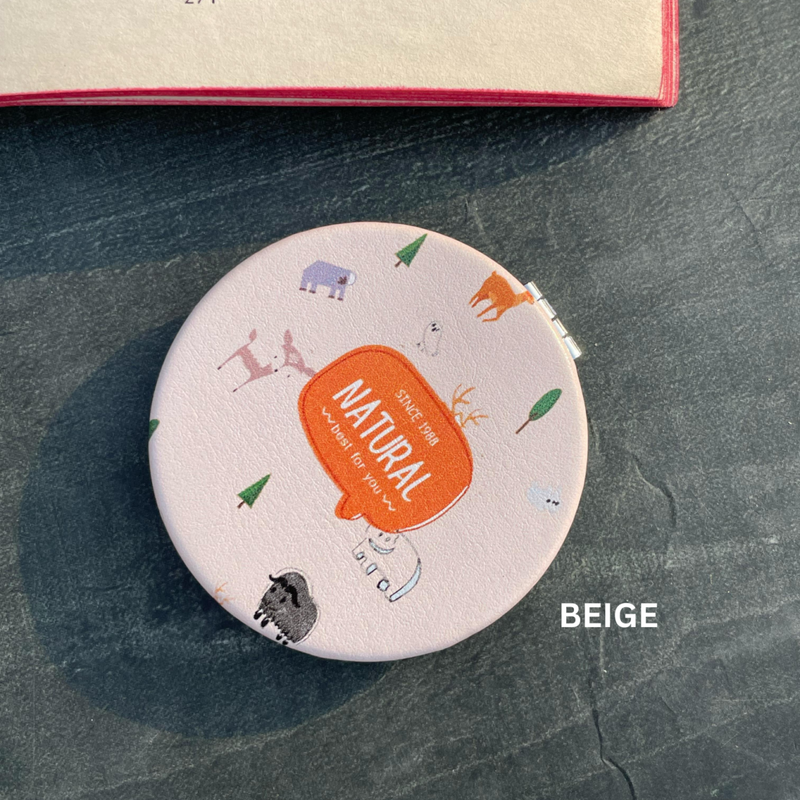 SINCE 1988
NATURAL
best for you
BEIGE